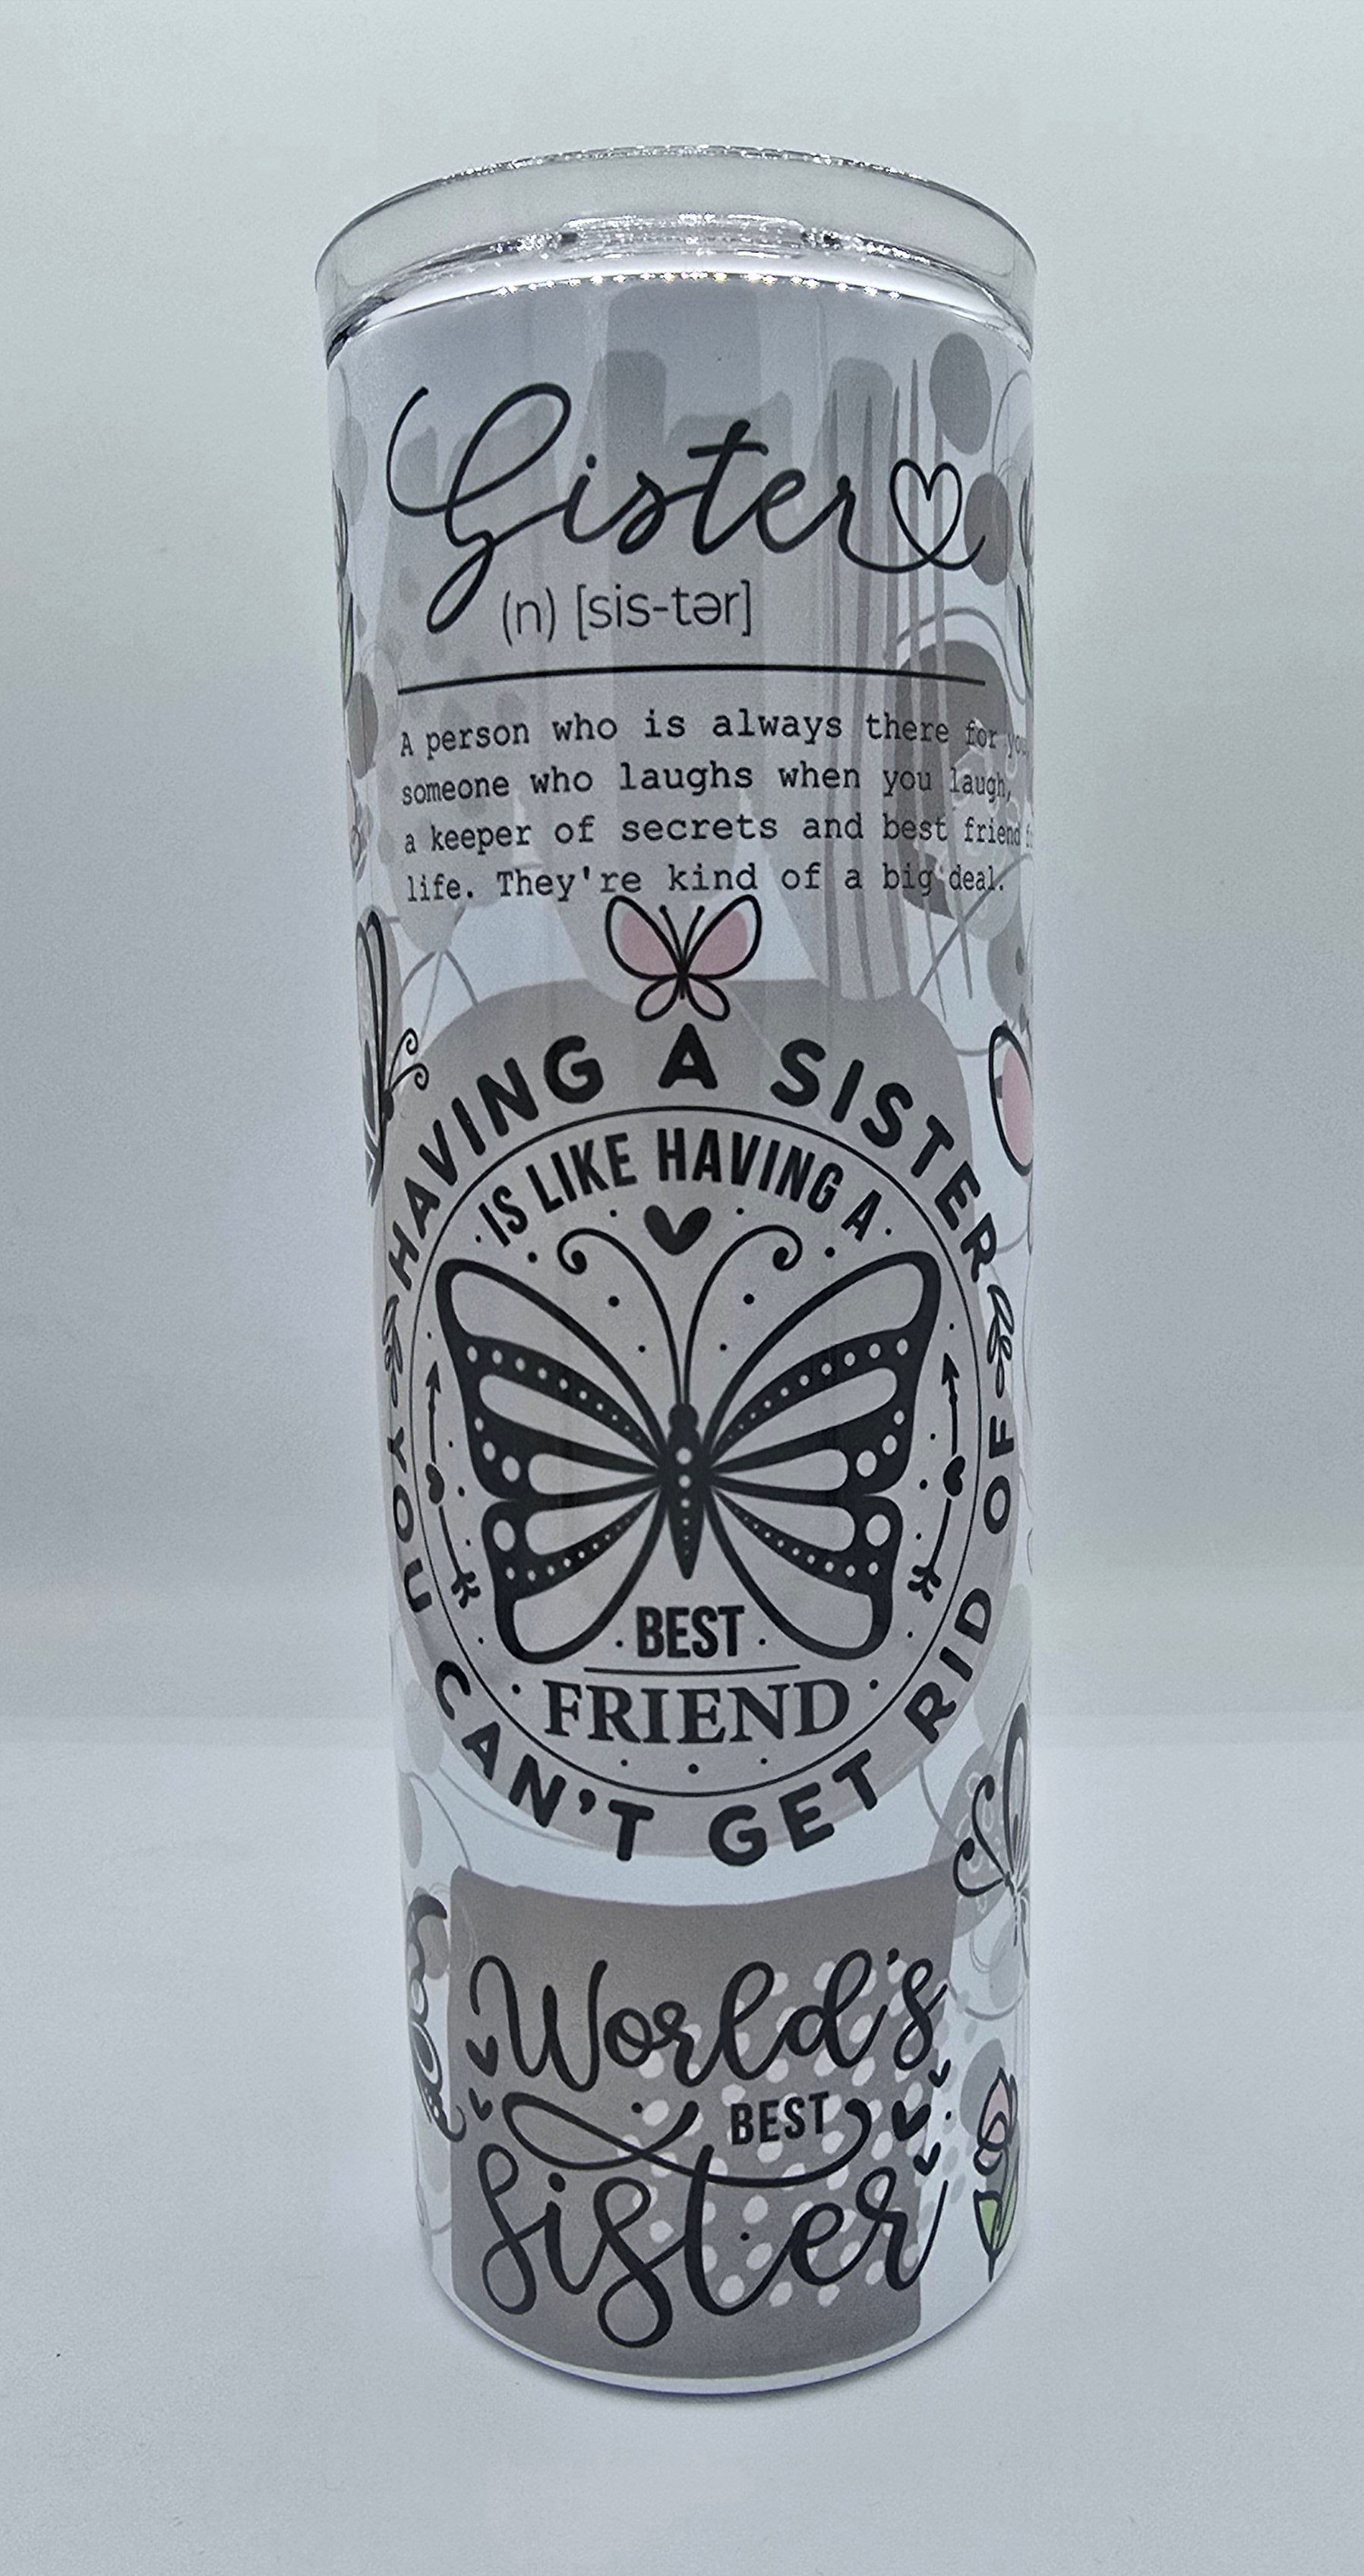 Sister
(n) [sis-tər]
A person who is always there for you
someone who laughs when you laugh,
a keeper of secrets and best friend
life. They're kind of a big deal.
HAVING A SISTER
IS LIKE HAVING A
BEST
FRIEND
YOU CAN'T GET RID OF
World's
BEST
Sister